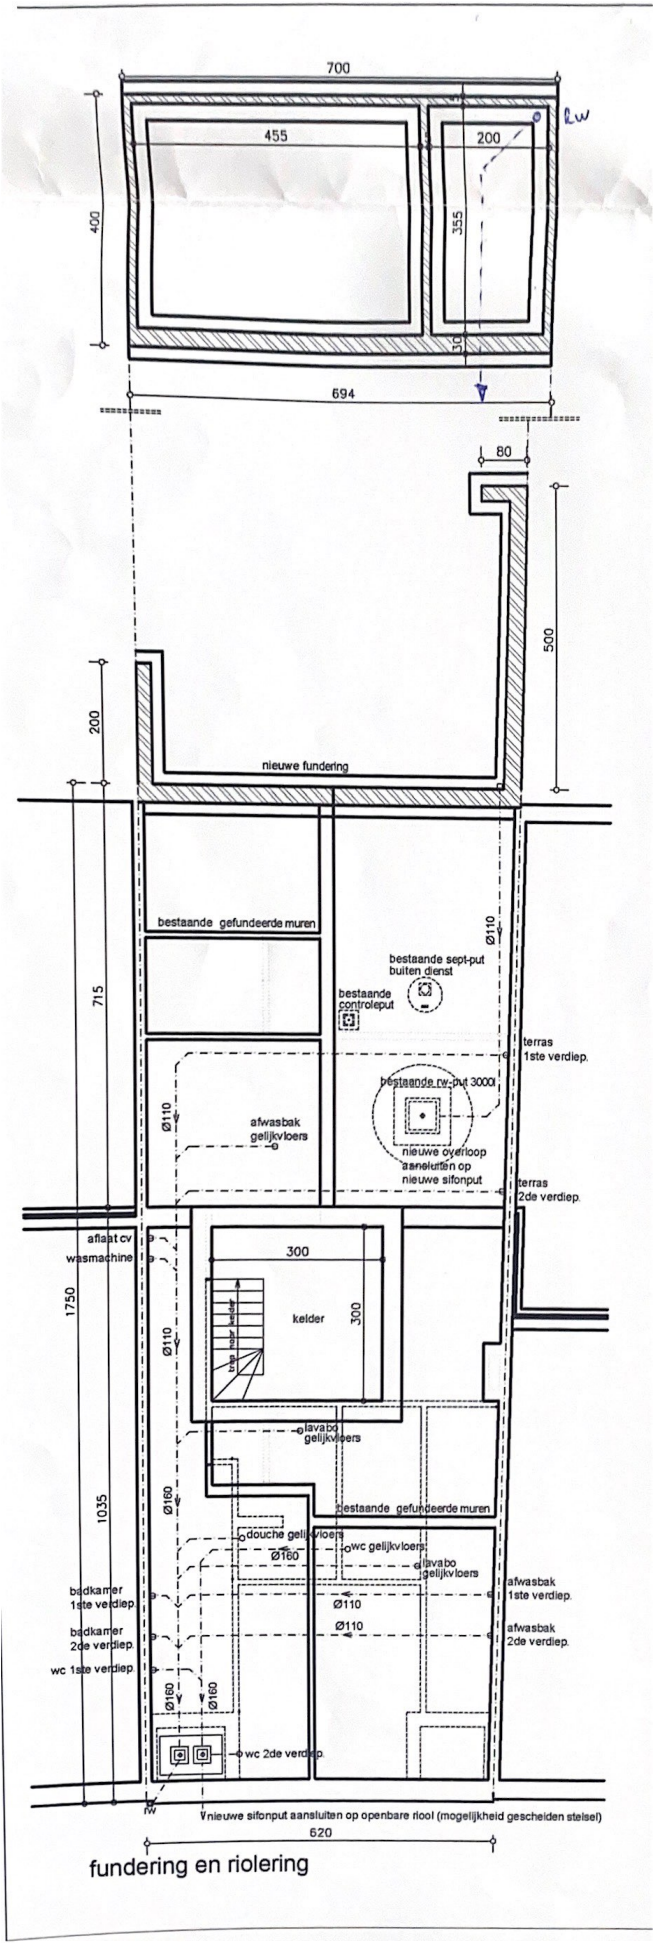 700
RW
455
200
5
400
355
30
694
80
500
200
nieuwe fundering
bestaande gefundeerde muren
Ø110
bestaande sept-put
buiten dienst
bestaande
controleput
715
terras
1ste verdiep.
bestaande rw-put 3000l
Ø110
afwasbak
gelijkvloers
nieuwe overloop
aansluiten op
nieuwe sifonput
terras
2de verdiep.
aflaat cv
wasmachine
300
1750
trap naar kelder
kelder
300
Ø110
lavabo
gelijkvloers
Ø160
1035
bestaande gefundeerde muren
douche gelijkvloers
wc gelijkvloers
Ø160
lavabo
gelijkvloers
badkamer
1ste verdiep.
afwasbak
1ste verdiep.
Ø110
badkamer
2de verdiep.
Ø110
afwasbak
2de verdiep.
wc 1ste verdiep.
Ø160
Ø160
wc 2de verdiep.
rw
nieuwe sifonput aansluiten op openbare riool (mogelijkheid gescheiden stelsel)
620
fundering en riolering